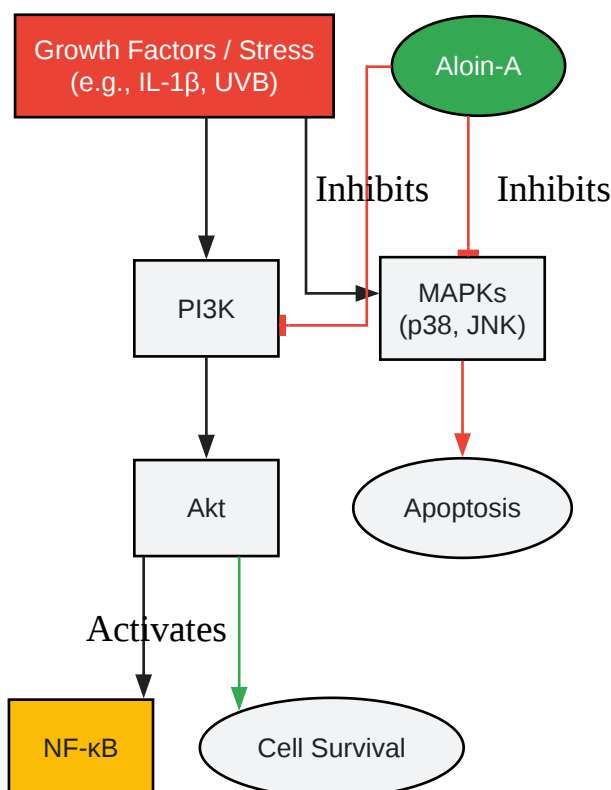 Growth Factors / Stress
(e.g., IL-1β, UVB)
Aloin-A
Inhibits
Inhibits
PI3K
MAPKs
(p38, JNK)
Akt
Apoptosis
Activates
NF-κB
Cell Survival